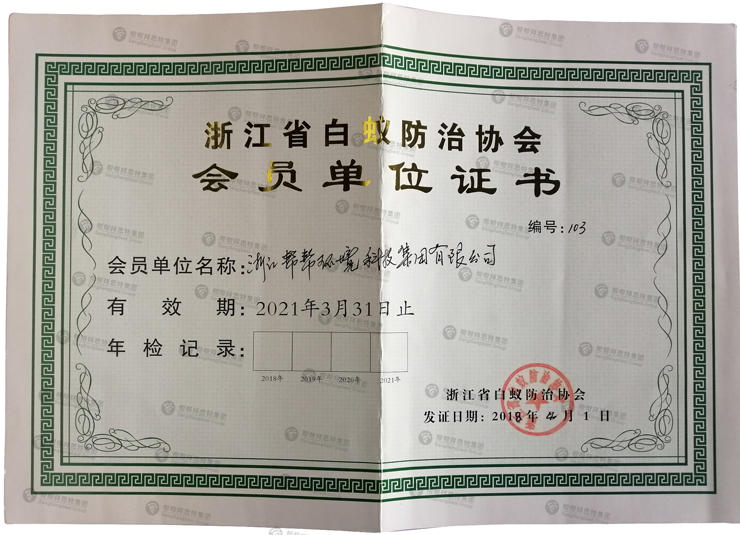 浙江省白蚁防治协会
会员单位证书
编号:103
会员单位名称:浙江帮帮环境科技集团有限公司
有效期:2021年3月31日止
年检记录:
2018年 2019年 2020年 2021年
浙江省白蚁防治协会
发证日期:2018年4月1日